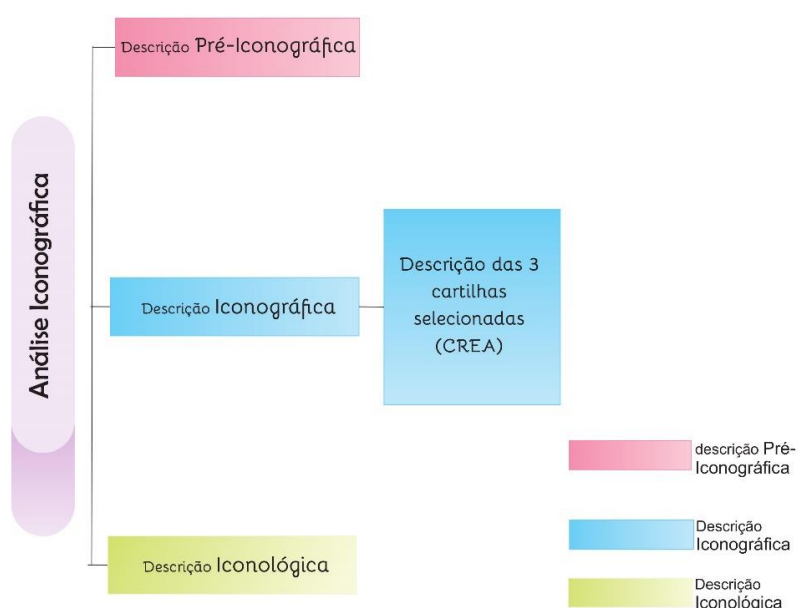 Descrição Pré-Iconográfica
Análise Iconográfica
Descrição Iconográfica
Descrição das 3
cartilhas
selecionadas
(CREA)
Descrição Iconológica
descrição Pré-
Iconográfica
Descrição
Iconográfica
Descrição
Iconológica